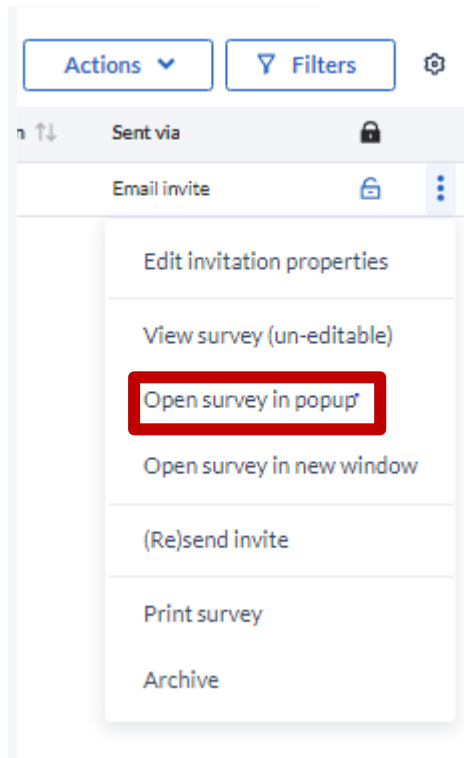 Actions
Filters
n Sent via
Email invite
Edit invitation properties
View survey (un-editable)
Open survey in popup
Open survey in new window
(Re)send invite
Print survey
Archive